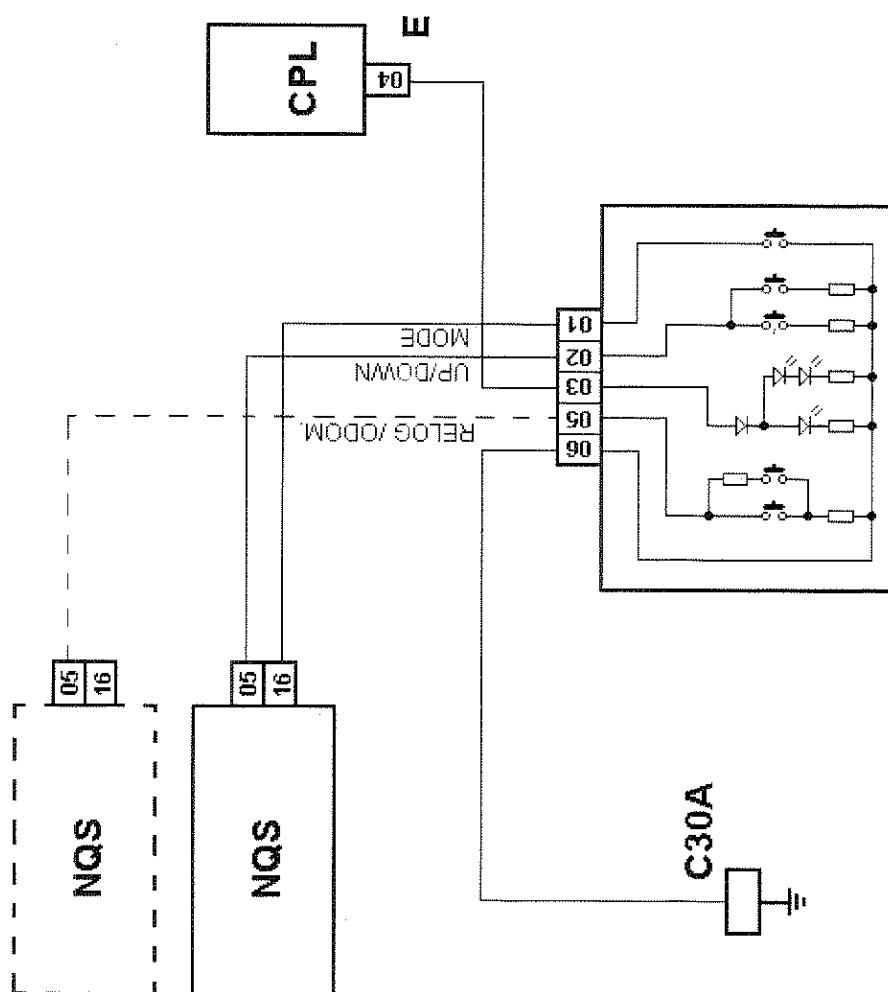 E
CPL
04
MODE
UP/DOWN
RELOG / ODOM.
01
02
03
05
06
05
16
NQS
05
16
NQS
C30A